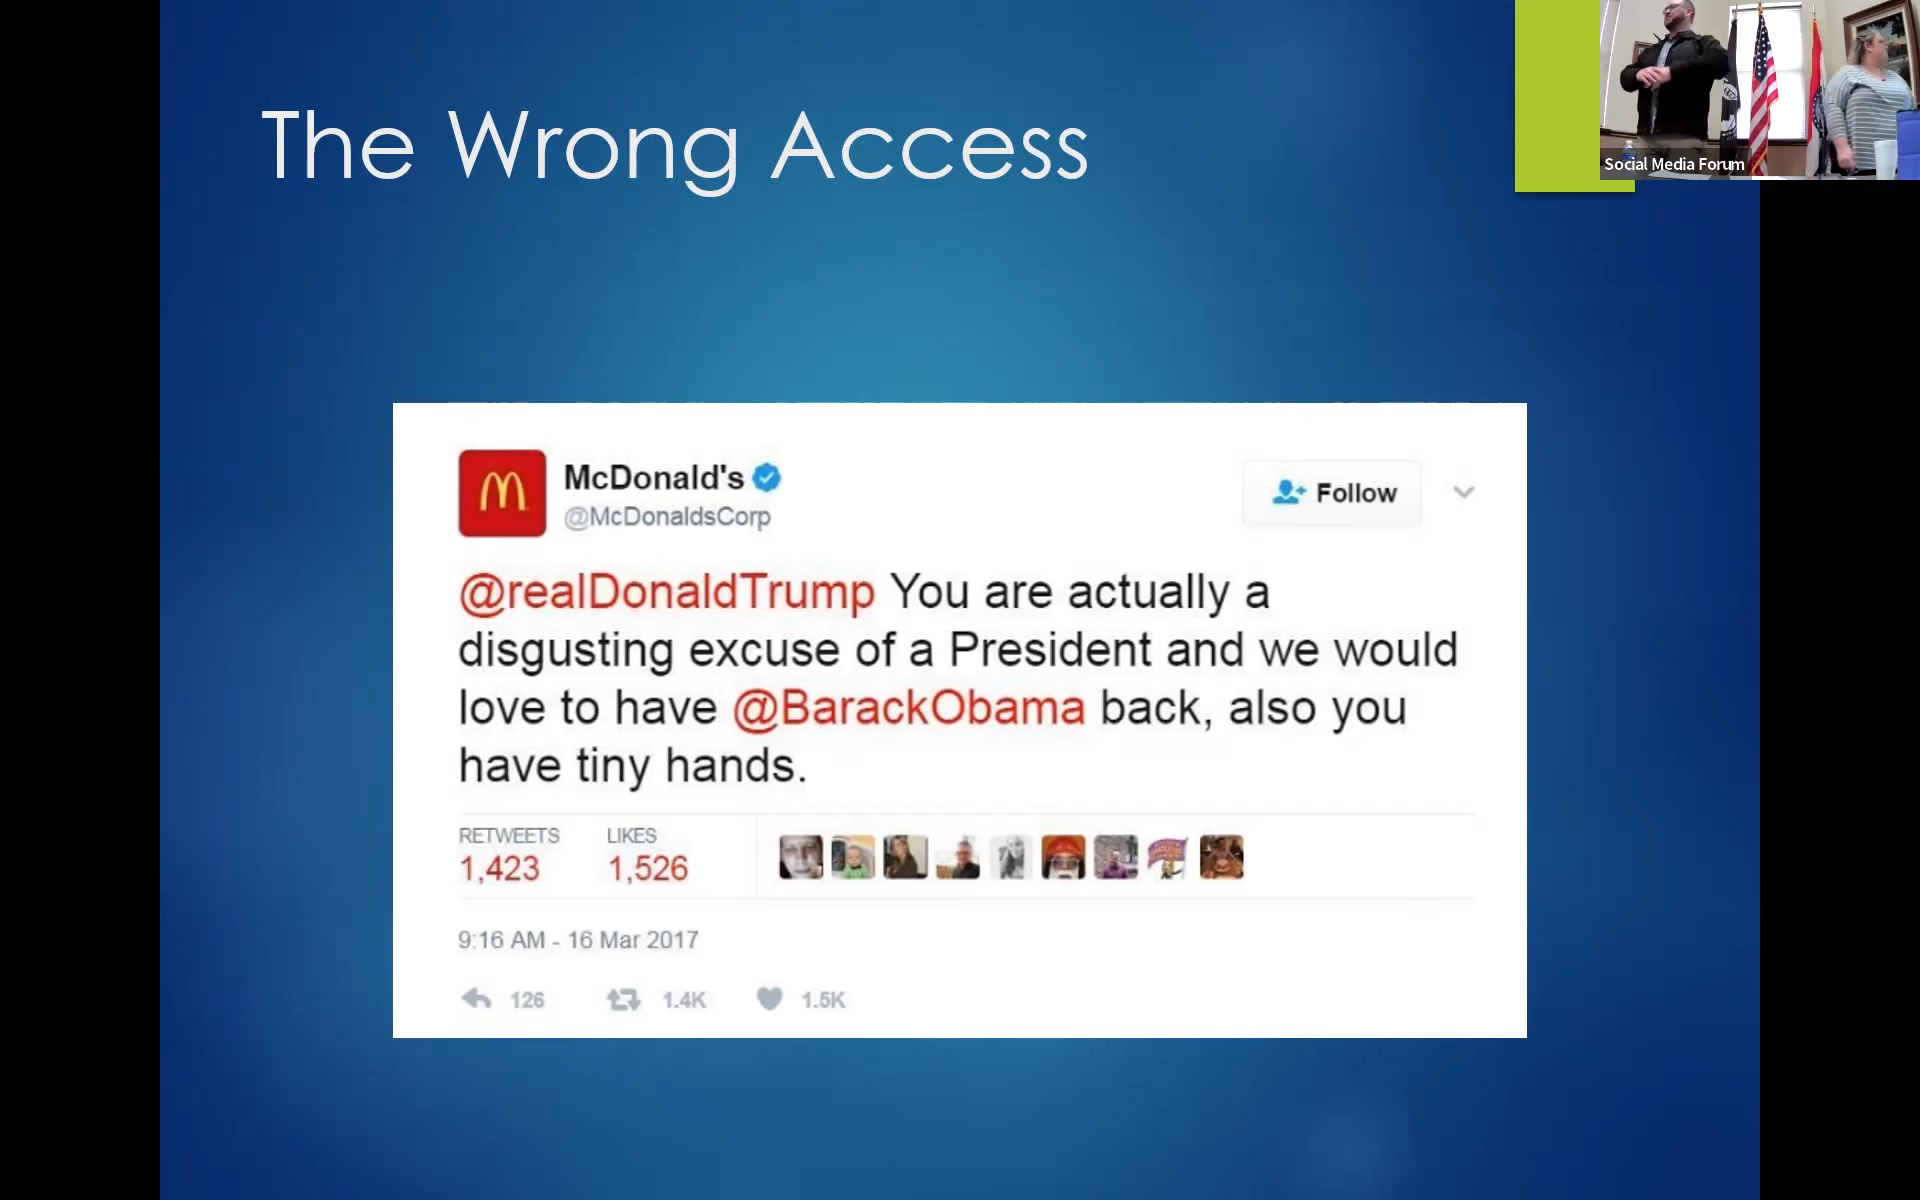 The Wrong Access
Social Media Forum
McDonald's
@McDonaldsCorp
Follow
@realDonaldTrump You are actually a
disgusting excuse of a President and we would
love to have @BarackObama back, also you
have tiny hands.
RETWEETS LIKES
1,423 1,526
9:16 AM - 16 Mar 2017
126 1.4K 1.5K